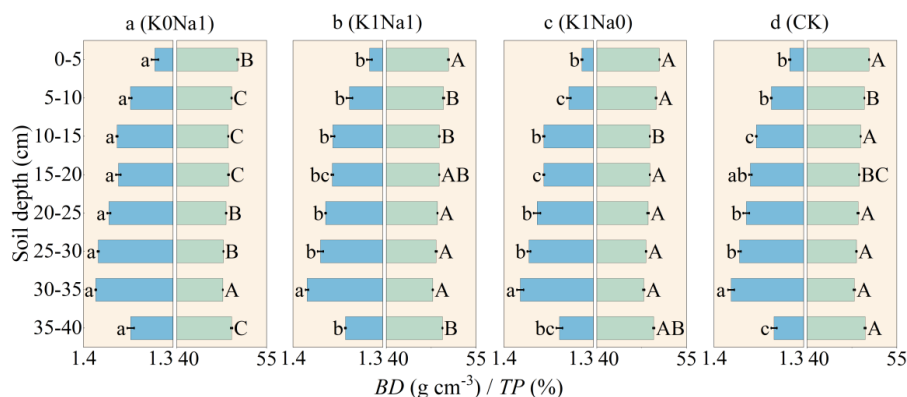 a (K0Na1) b (K1Na1) c (K1Na0) d (CK)
0-5 a B b A b A b A
5-10 a C b B c A b B
10-15 a C b B b B c A
15-20 a C bc AB c A ab BC
20-25 a B b A b A b A
25-30 a B b A b A b A
30-35 a A a A a A a A
35-40 a C b B bc AB c A
Soil depth (cm)
1.4 1.3 40 55 1.4 1.3 40 55 1.4 1.3 40 55 1.4 1.3 40 55
BD (g cm⁻³) / TP (%)